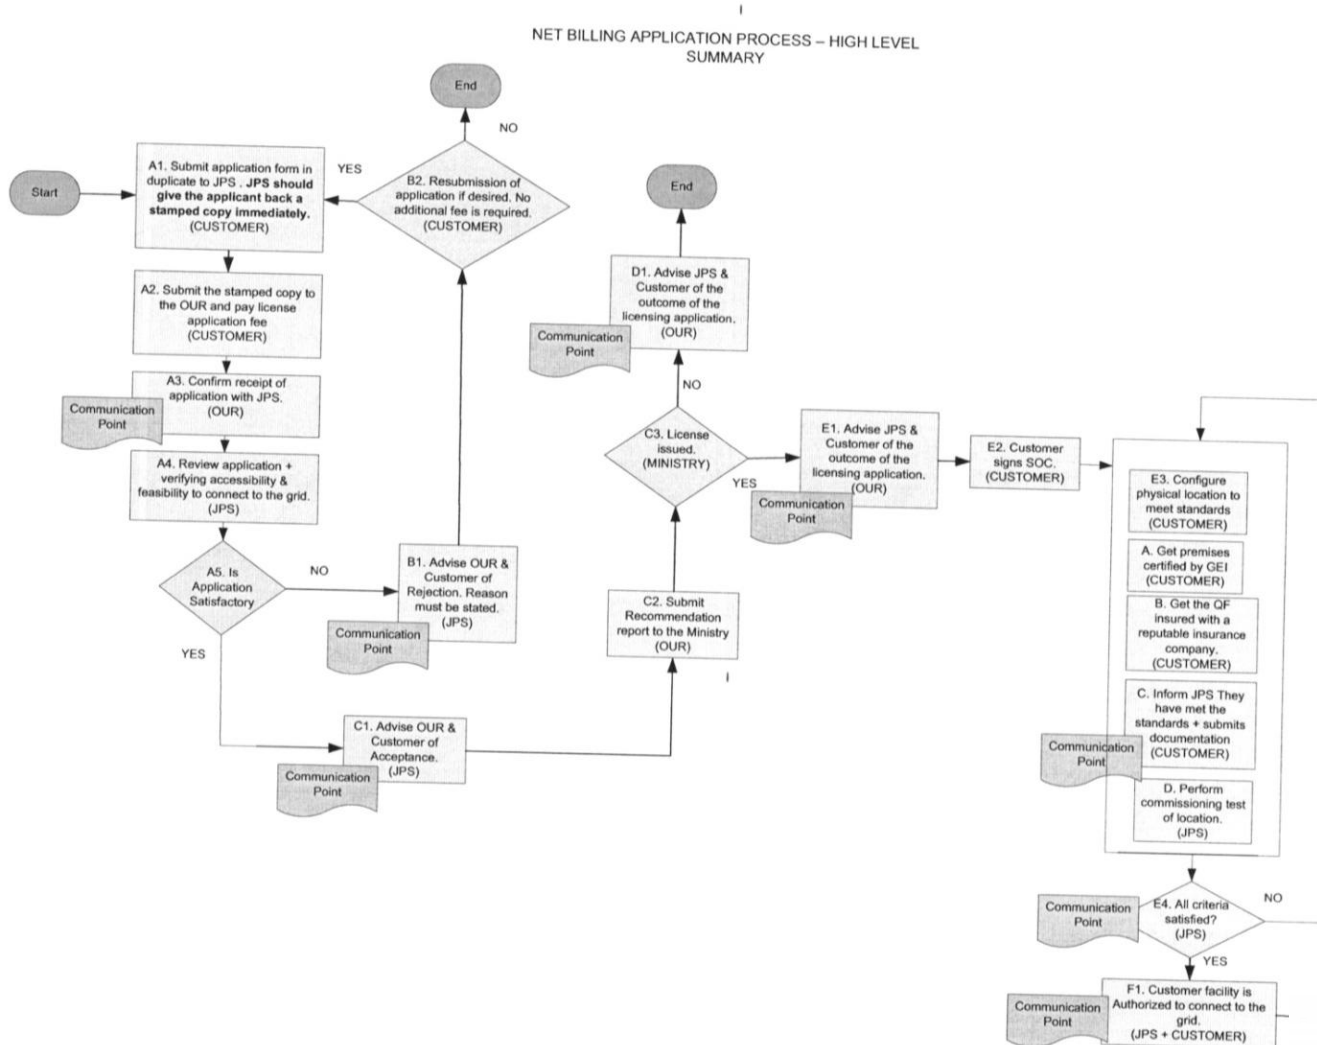 NET BILLING APPLICATION PROCESS – HIGH LEVEL
SUMMARY
Start
A1. Submit application form in
duplicate to JPS . JPS should
give the applicant back a
stamped copy immediately.
(CUSTOMER)
YES
End
NO
B2. Resubmission of
application if desired. No
additional fee is required.
(CUSTOMER)
A2. Submit the stamped copy to
the OUR and pay license
application fee
(CUSTOMER)
A3. Confirm receipt of
application with JPS.
(OUR)
Communication
Point
A4. Review application +
verifying accessibility &
feasibility to connect to the grid.
(JPS)
A5. Is
Application
Satisfactory
NO
YES
B1. Advise OUR &
Customer of
Rejection. Reason
must be stated.
(JPS)
Communication
Point
C1. Advise OUR &
Customer of
Acceptance.
(JPS)
Communication
Point
C2. Submit
Recommendation
report to the Ministry
(OUR)
C3. License
issued.
(MINISTRY)
NO
YES
D1. Advise JPS &
Customer of the
outcome of the
licensing application.
(OUR)
Communication
Point
End
E1. Advise JPS &
Customer of the
outcome of the
licensing application.
(OUR)
Communication
Point
E2. Customer
signs SOC.
(CUSTOMER)
E3. Configure
physical location to
meet standards
(CUSTOMER)
A. Get premises
certified by GEI
(CUSTOMER)
B. Get the QF
insured with a
reputable insurance
company.
(CUSTOMER)
C. Inform JPS They
have met the
standards + submits
documentation
(CUSTOMER)
Communication
Point
D. Perform
commissioning test
of location.
(JPS)
E4. All criteria
satisfied?
(JPS)
Communication
Point
NO
YES
F1. Customer facility is
Authorized to connect to the
grid.
(JPS + CUSTOMER)
Communication
Point